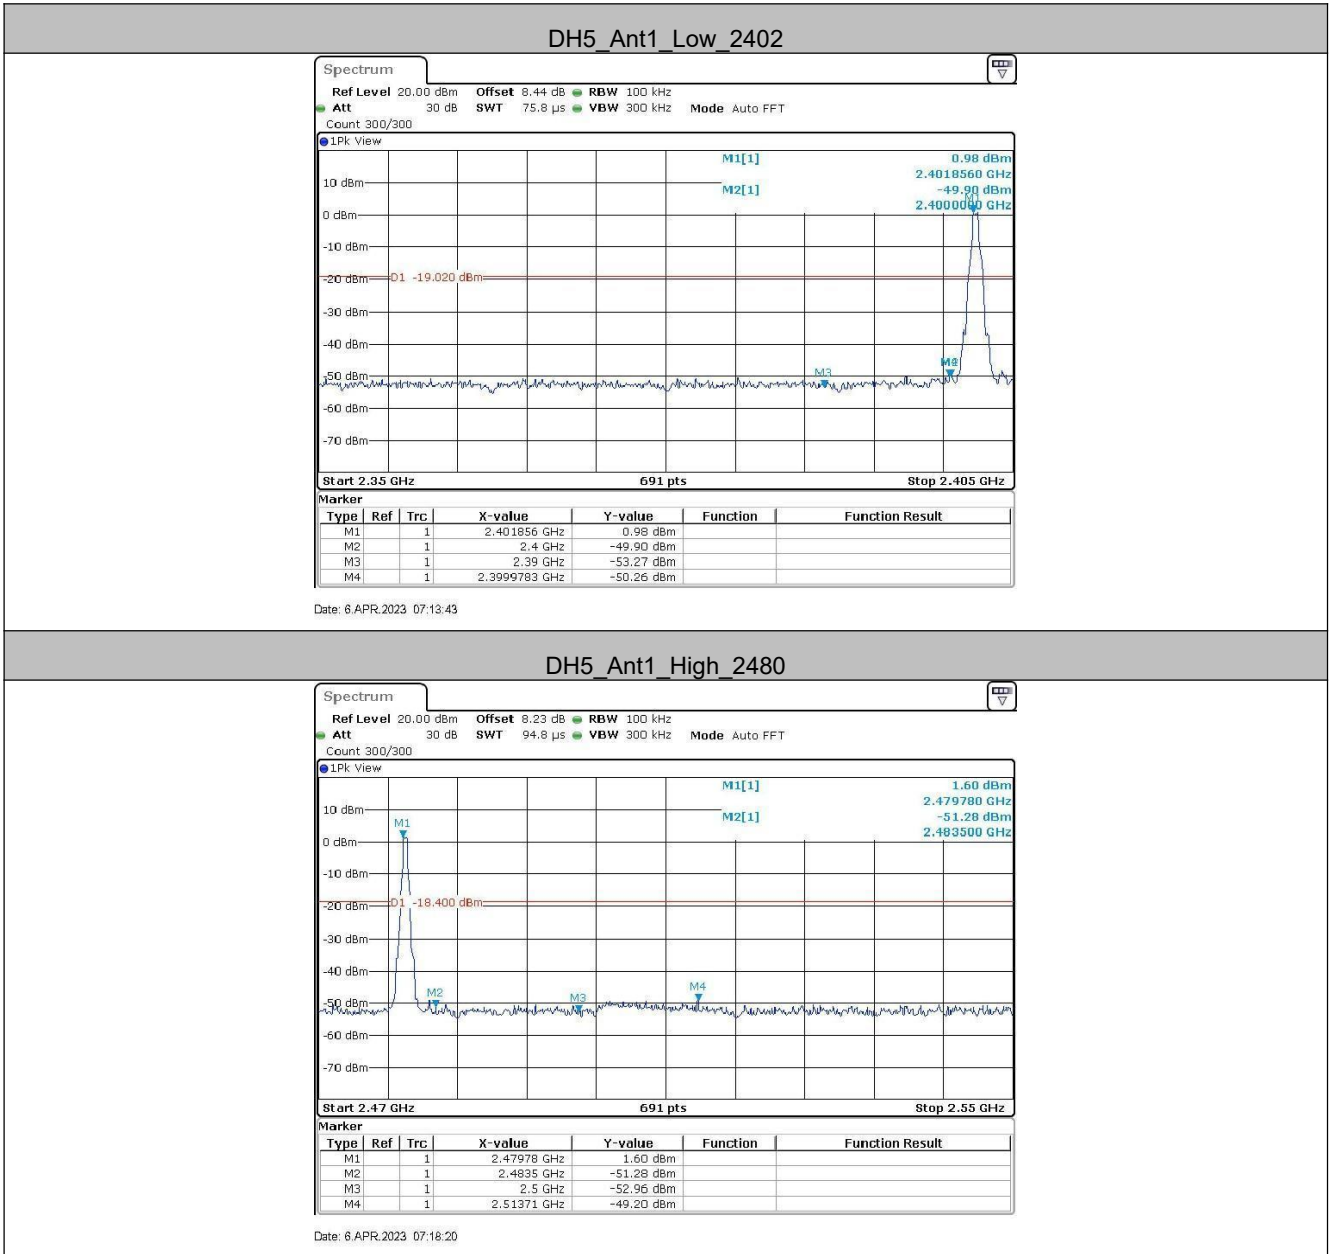 DH5_Ant1_Low_2402
Spectrum
Ref Level 20.00 dBm Offset 8.44 dB RBW 100 kHz
Att 30 dB SWT 75.8 µs VBW 300 kHz Mode Auto FFT
Count 300/300
1Pk View
M1[1] 0.98 dBm
2.4018560 GHz
10 dBm
M2[1] -49.90 dBm
2.4000000 GHz
M1
0 dBm
-10 dBm
-20 dBm
D1 -19.020 dBm
-30 dBm
-40 dBm
M3
-50 dBm
-60 dBm
-70 dBm
Start 2.35 GHz 691 pts Stop 2.405 GHz
Marker
Type Ref Trc X-value Y-value Function Function Result
M1 1 2.401856 GHz 0.98 dBm
M2 1 2.4 GHz -49.90 dBm
M3 1 2.39 GHz -53.27 dBm
M4 1 2.3999783 GHz -50.26 dBm
Date: 6.APR.2023 07:13:43
DH5_Ant1_High_2480
Spectrum
Ref Level 20.00 dBm Offset 8.23 dB RBW 100 kHz
Att 30 dB SWT 94.8 µs VBW 300 kHz Mode Auto FFT
Count 300/300
1Pk View
M1[1] 1.60 dBm
2.479780 GHz
10 dBm
M2[1] -51.28 dBm
2.483500 GHz
M1
0 dBm
-10 dBm
-20 dBm
D1 -18.400 dBm
-30 dBm
-40 dBm
M2 M3 M4
-50 dBm
-60 dBm
-70 dBm
Start 2.47 GHz 691 pts Stop 2.55 GHz
Marker
Type Ref Trc X-value Y-value Function Function Result
M1 1 2.47978 GHz 1.60 dBm
M2 1 2.4835 GHz -51.28 dBm
M3 1 2.5 GHz -52.96 dBm
M4 1 2.51371 GHz -49.20 dBm
Date: 6.APR.2023 07:18:20